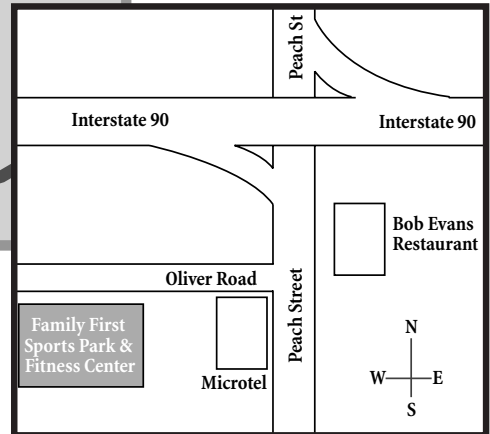 Peach St
Interstate 90
Interstate 90
Bob Evans
Restaurant
Oliver Road
Peach Street
Family First
Sports Park &
Fitness Center
Microtel
N
W
E
S